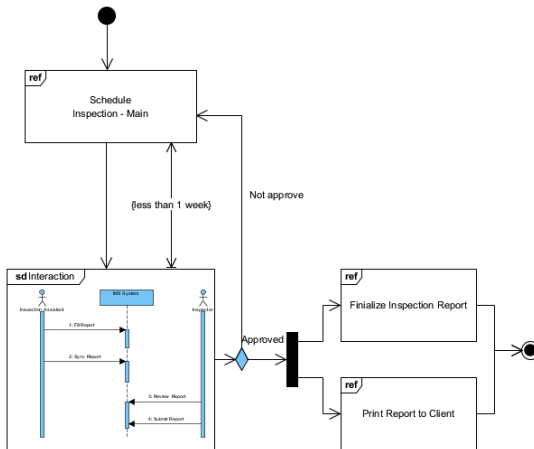 ref
Schedule
Inspection - Main
Not approve
{less than 1 week}
sd Interaction
Inspection Assistant
IMS System
Inspector
1: Fill Report
2: Sync Report
3: Review Report
4: Submit Report
Approved
ref
Finialize Inspection Report
ref
Print Report to Client